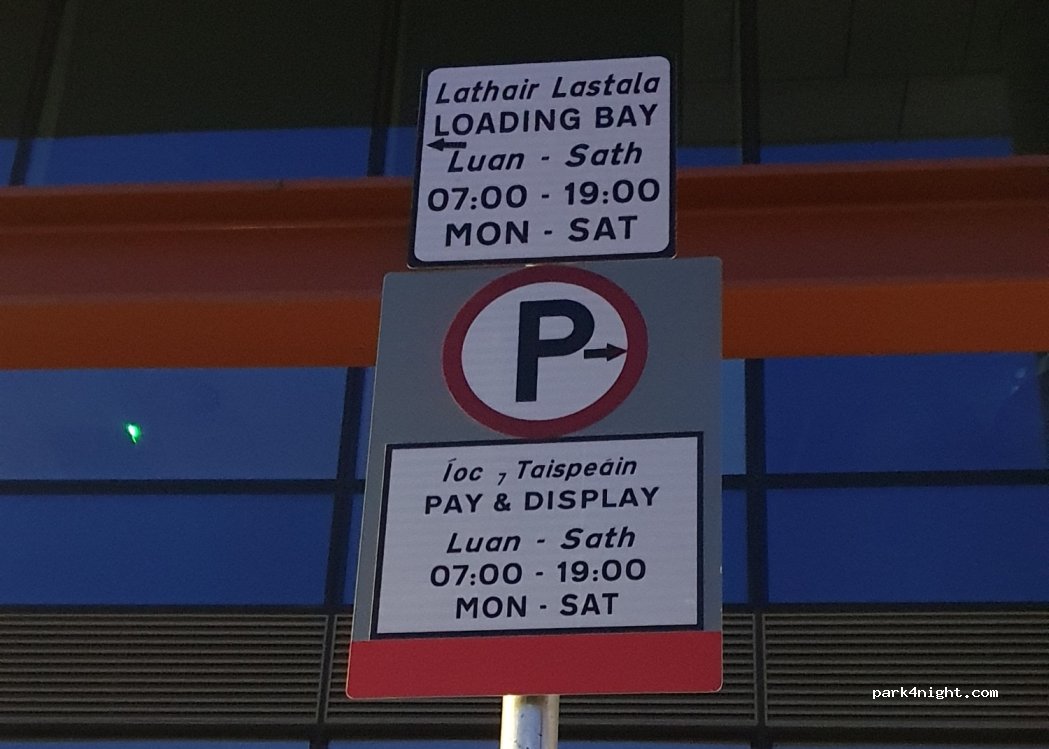 Lathair Lastala
LOADING BAY
Luan - Sath
07:00 - 19:00
MON - SAT
P
Íoc ⁊ Taispeáin
PAY & DISPLAY
Luan - Sath
07:00 - 19:00
MON - SAT
park4night.com